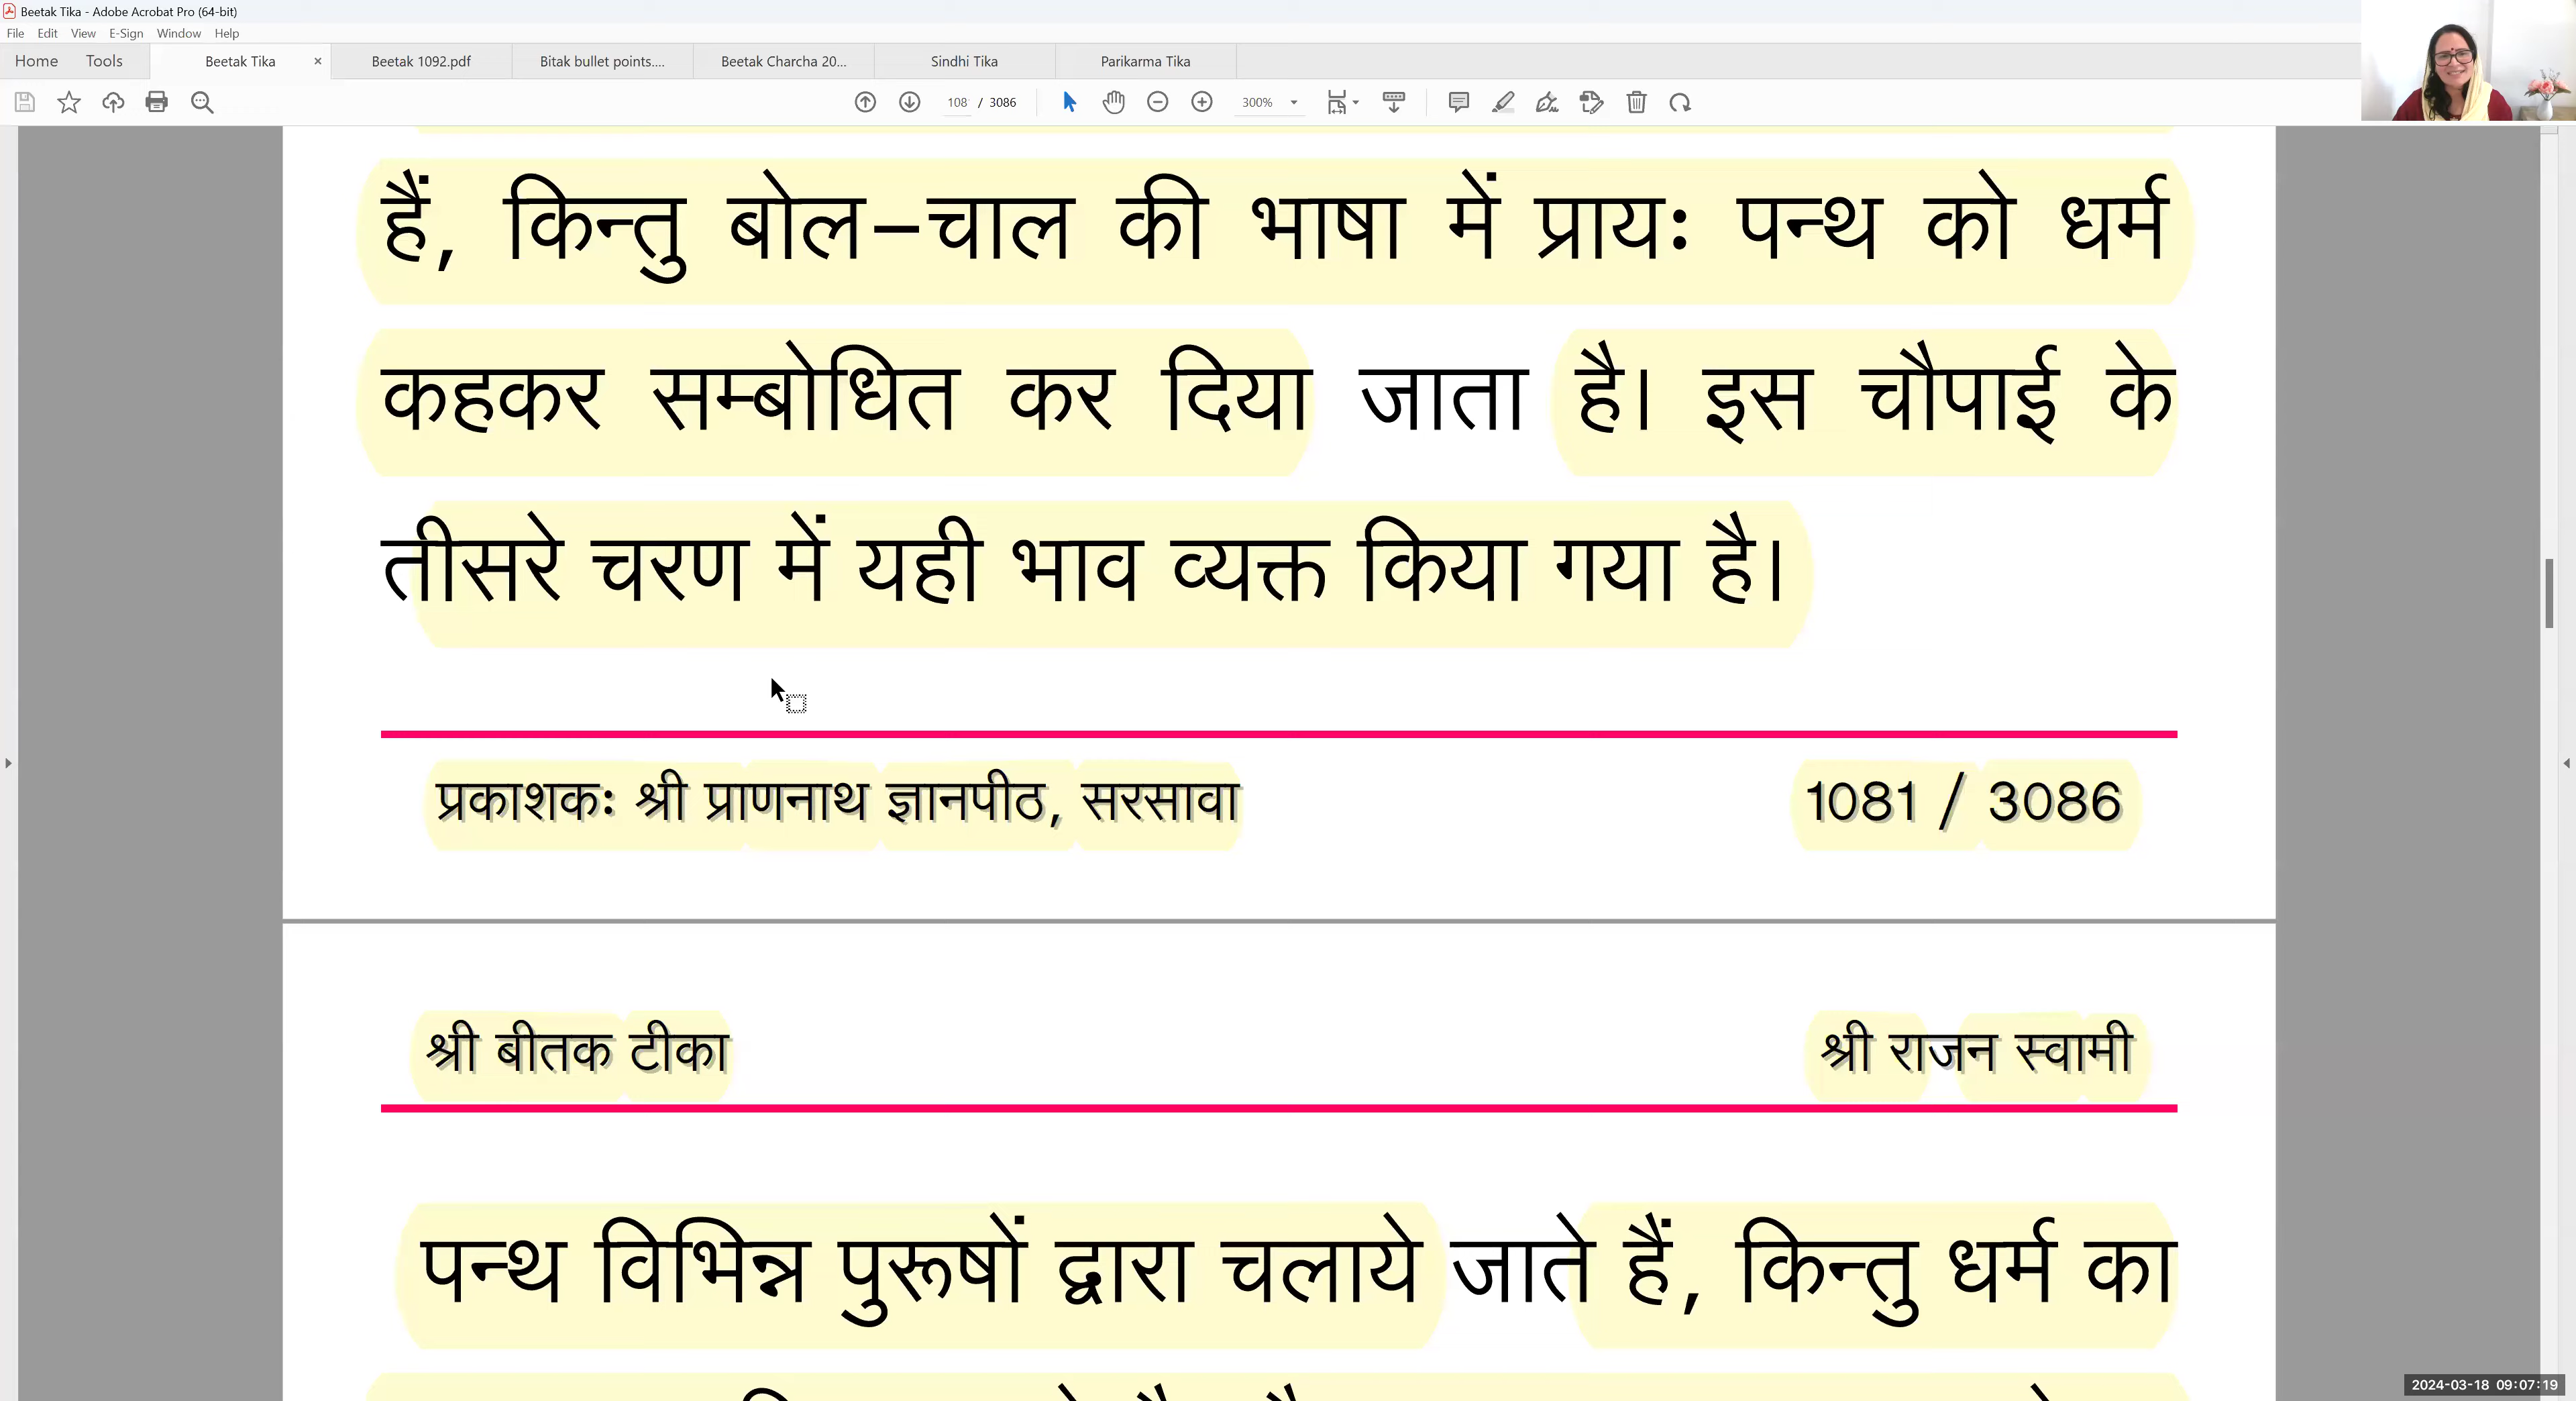 Beetak Tika - Adobe Acrobat Pro (64-bit)
File Edit View E-Sign Window Help
Home Tools Beetak Tika × Beetak 1092.pdf Bitak bullet points.... Beetak Charcha 20... Sindhi Tika Parikarma Tika
108 / 3086 300%
हैं, किन्तु बोल-चाल की भाषा में प्रायः पन्थ को धर्म
कहकर सम्बोधित कर दिया जाता है। इस चौपाई के
तीसरे चरण में यही भाव व्यक्त किया गया है।
प्रकाशकः श्री प्राणनाथ ज्ञानपीठ, सरसावा 1081 / 3086
श्री बीतक टीका श्री राजन स्वामी
पन्थ विभिन्न पुरूषों द्वारा चलाये जाते हैं, किन्तु धर्म का
2024-03-18 09:07:19